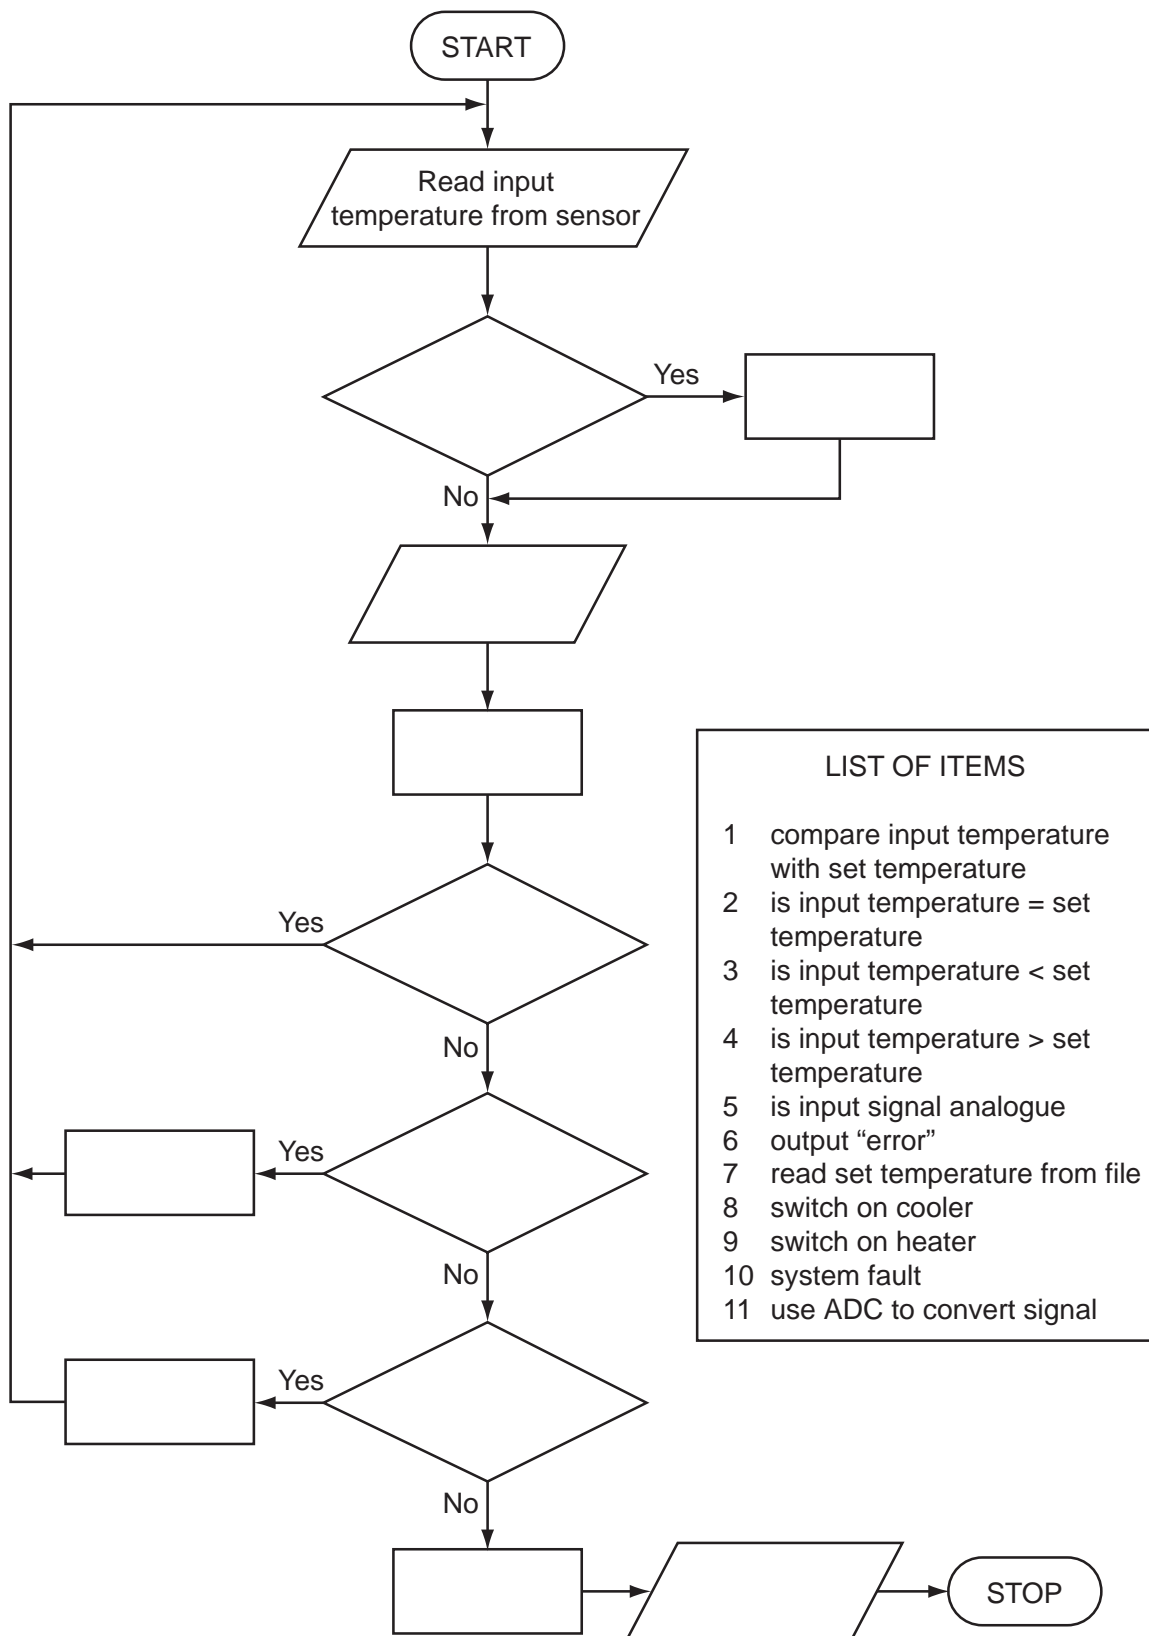 START
Read input
temperature from sensor
Yes
No
Yes
No
Yes
No
Yes
No
STOP
LIST OF ITEMS
1 compare input temperature
with set temperature
2 is input temperature = set
temperature
3 is input temperature < set
temperature
4 is input temperature > set
temperature
5 is input signal analogue
6 output “error”
7 read set temperature from file
8 switch on cooler
9 switch on heater
10 system fault
11 use ADC to convert signal